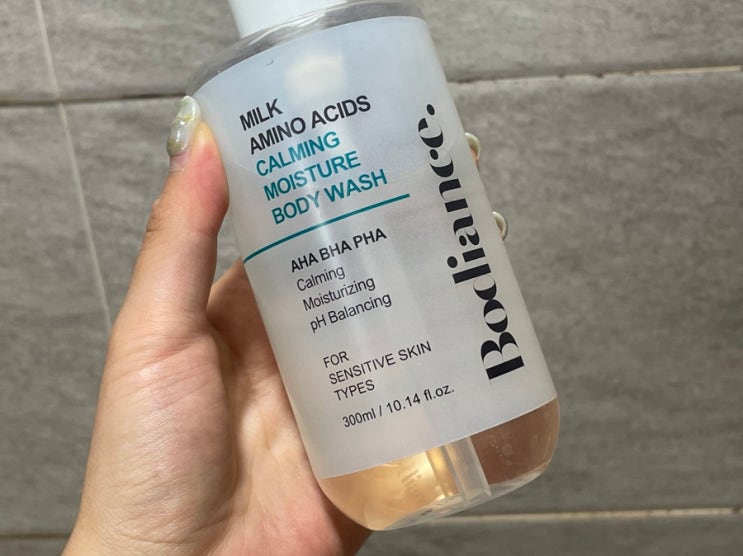 MILK
AMINO ACIDS
CALMING
MOISTURE
BODY WASH
AHA BHA PHA
Calming
Moisturizing
pH Balancing
FOR
SENSITIVE SKIN
TYPES
300ml / 10.14 fl.oz.
Bodiance.